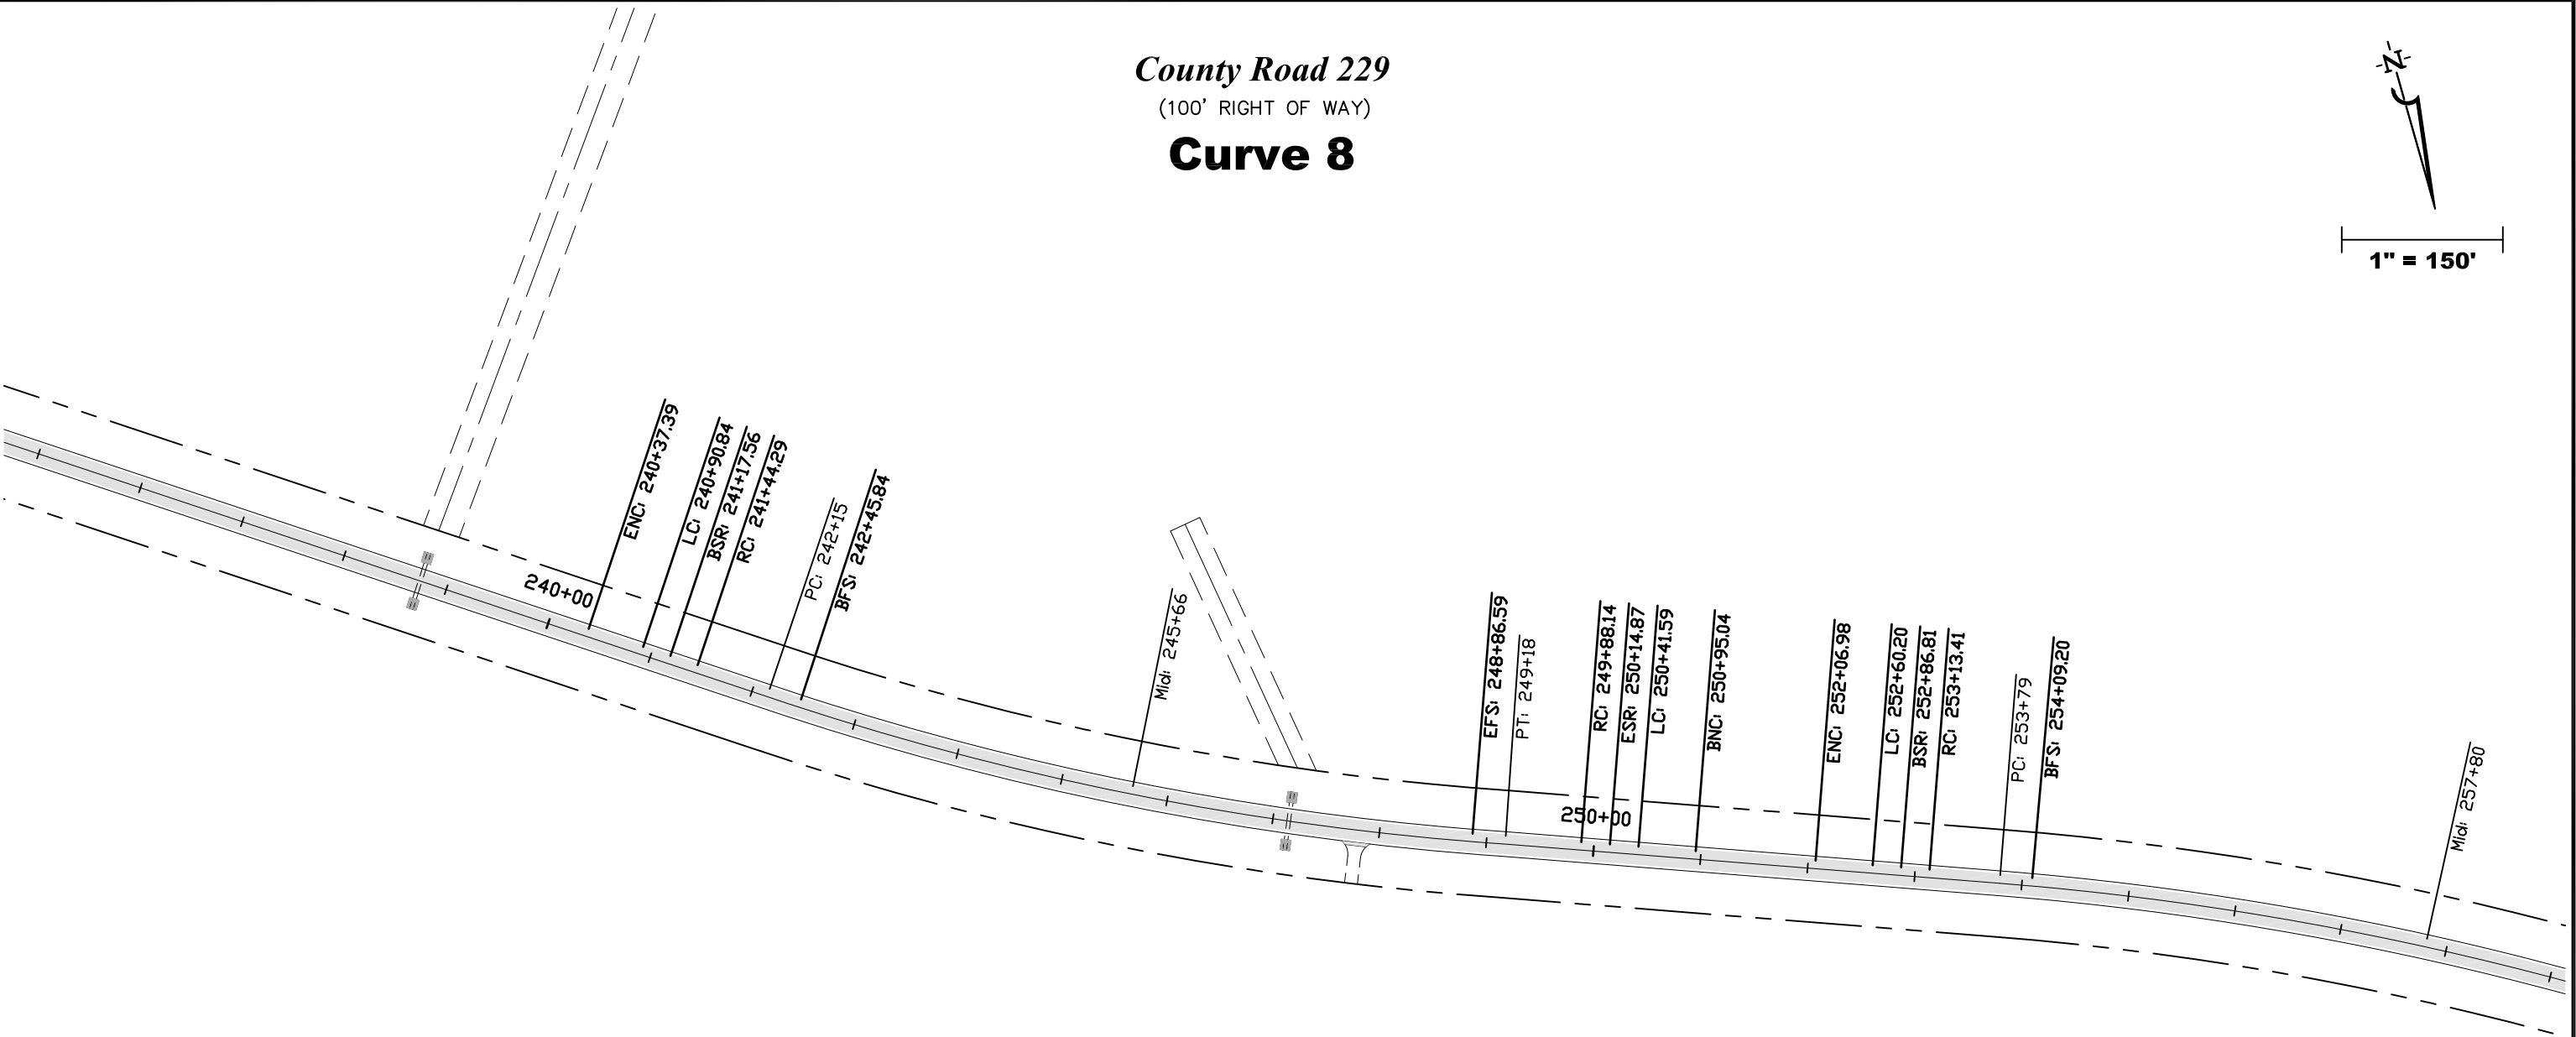 County Road 229
(100' RIGHT OF WAY)
Curve 8
N
1" = 150'
240+00
ENC: 240+37.39
LC: 240+90.84
BSR: 241+17.56
RC: 241+44.29
PC: 242+15
BFS: 242+45.84
Mid: 245+66
EFS: 248+86.59
PT: 249+18
250+00
RC: 249+88.14
ESR: 250+14.87
LC: 250+41.59
BNC: 250+95.04
ENC: 252+06.98
LC: 252+60.20
BSR: 252+86.81
RC: 253+13.41
PC: 253+79
BFS: 254+09.20
Mid: 257+80